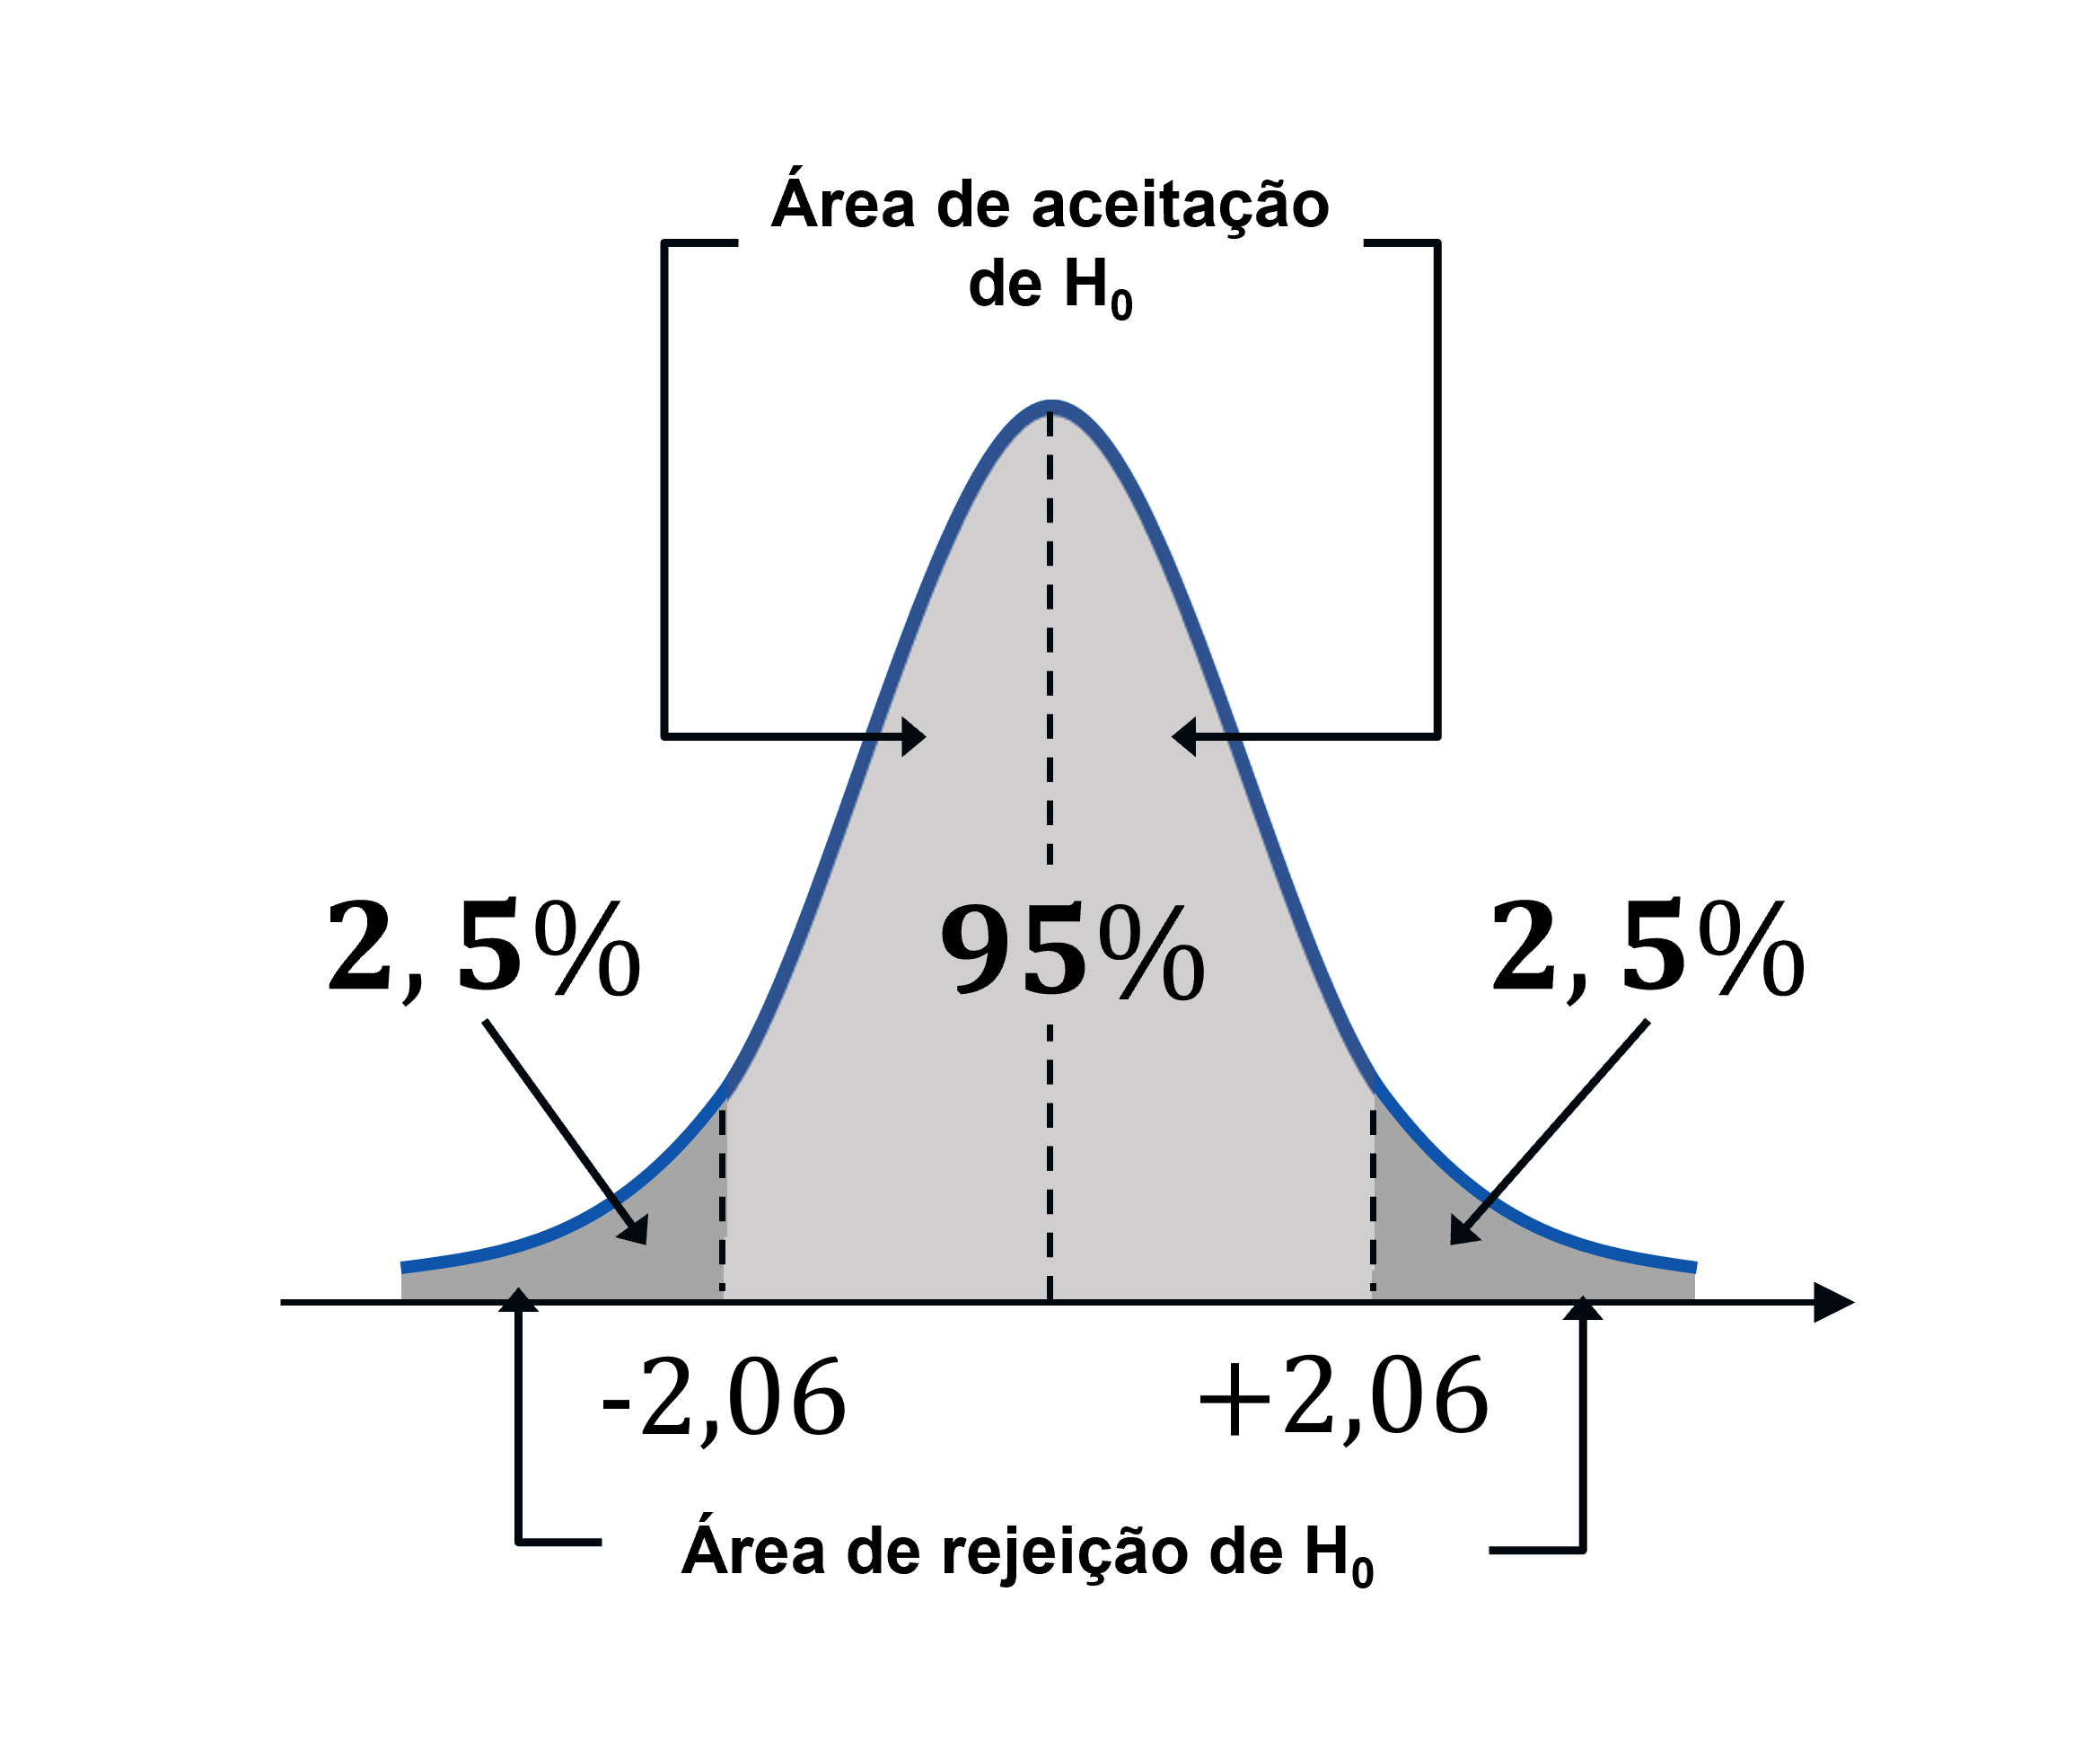 Área de aceitação
de H₀
2,5%
95%
2,5%
-2,06
+2,06
Área de rejeição de H₀